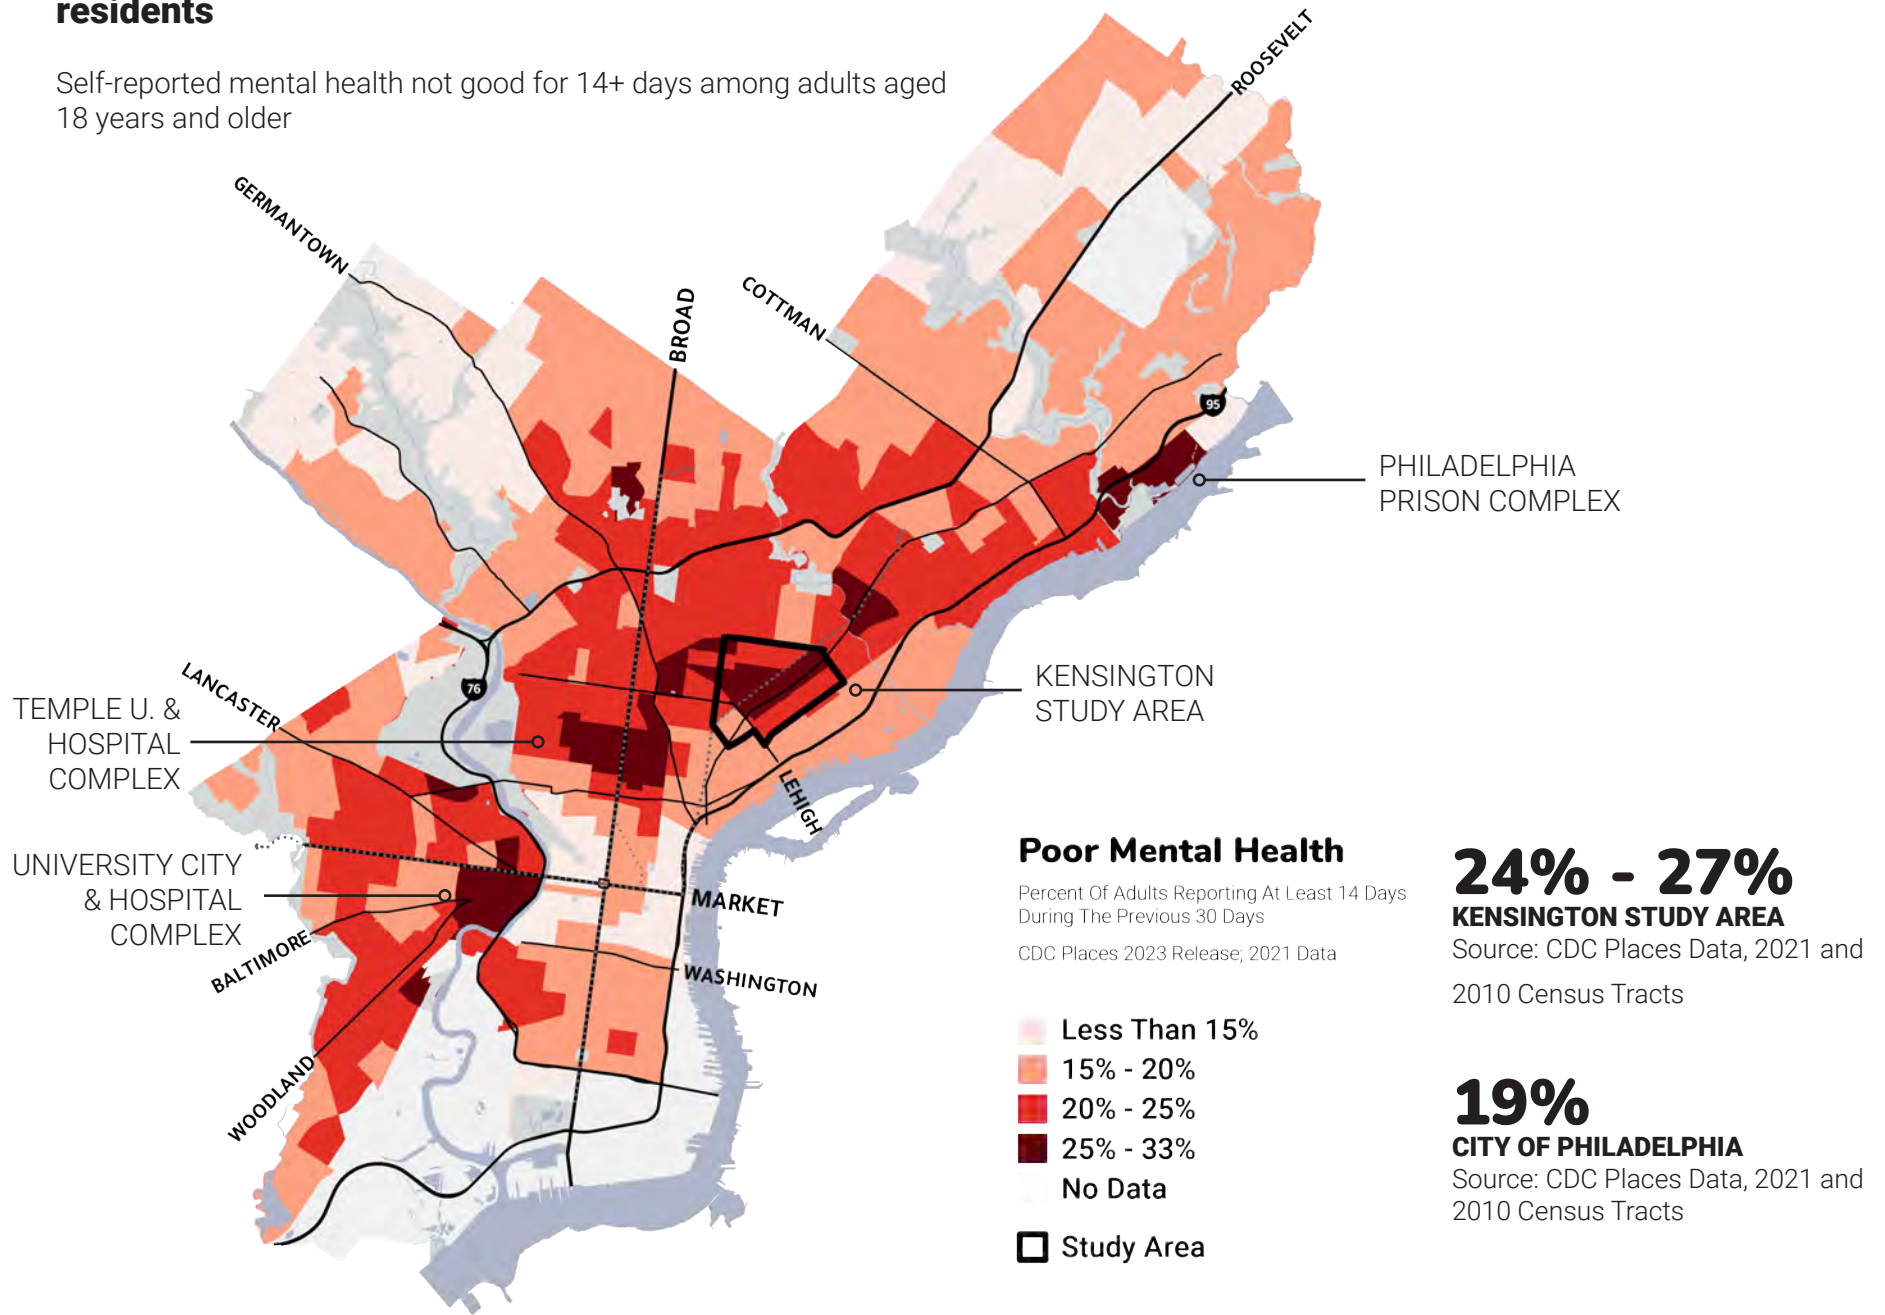 residents
Self-reported mental health not good for 14+ days among adults aged
18 years and older
ROOSEVELT
GERMANTOWN
BROAD
COTTMAN
95
PHILADELPHIA
PRISON COMPLEX
KENSINGTON
STUDY AREA
LANCASTER
76
TEMPLE U. &
HOSPITAL
COMPLEX
LEHIGH
UNIVERSITY CITY
& HOSPITAL
COMPLEX
MARKET
BALTIMORE
WASHINGTON
WOODLAND
Poor Mental Health
Percent Of Adults Reporting At Least 14 Days
During The Previous 30 Days
CDC Places 2023 Release; 2021 Data
Less Than 15%
15% - 20%
20% - 25%
25% - 33%
No Data
Study Area
24% - 27%
KENSINGTON STUDY AREA
Source: CDC Places Data, 2021 and
2010 Census Tracts
19%
CITY OF PHILADELPHIA
Source: CDC Places Data, 2021 and
2010 Census Tracts